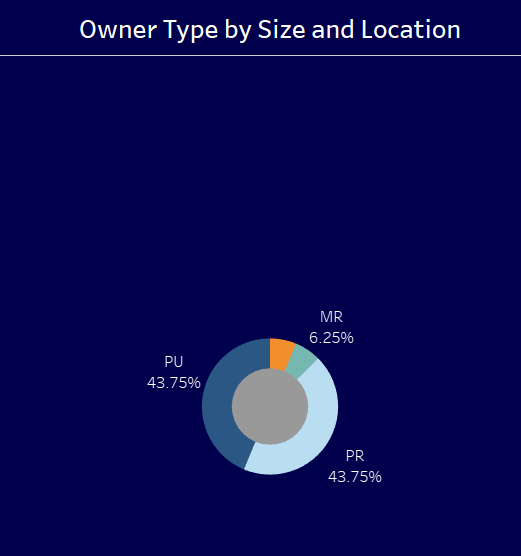 Owner Type by Size and Location
MR
6.25%
PU
43.75%
PR
43.75%